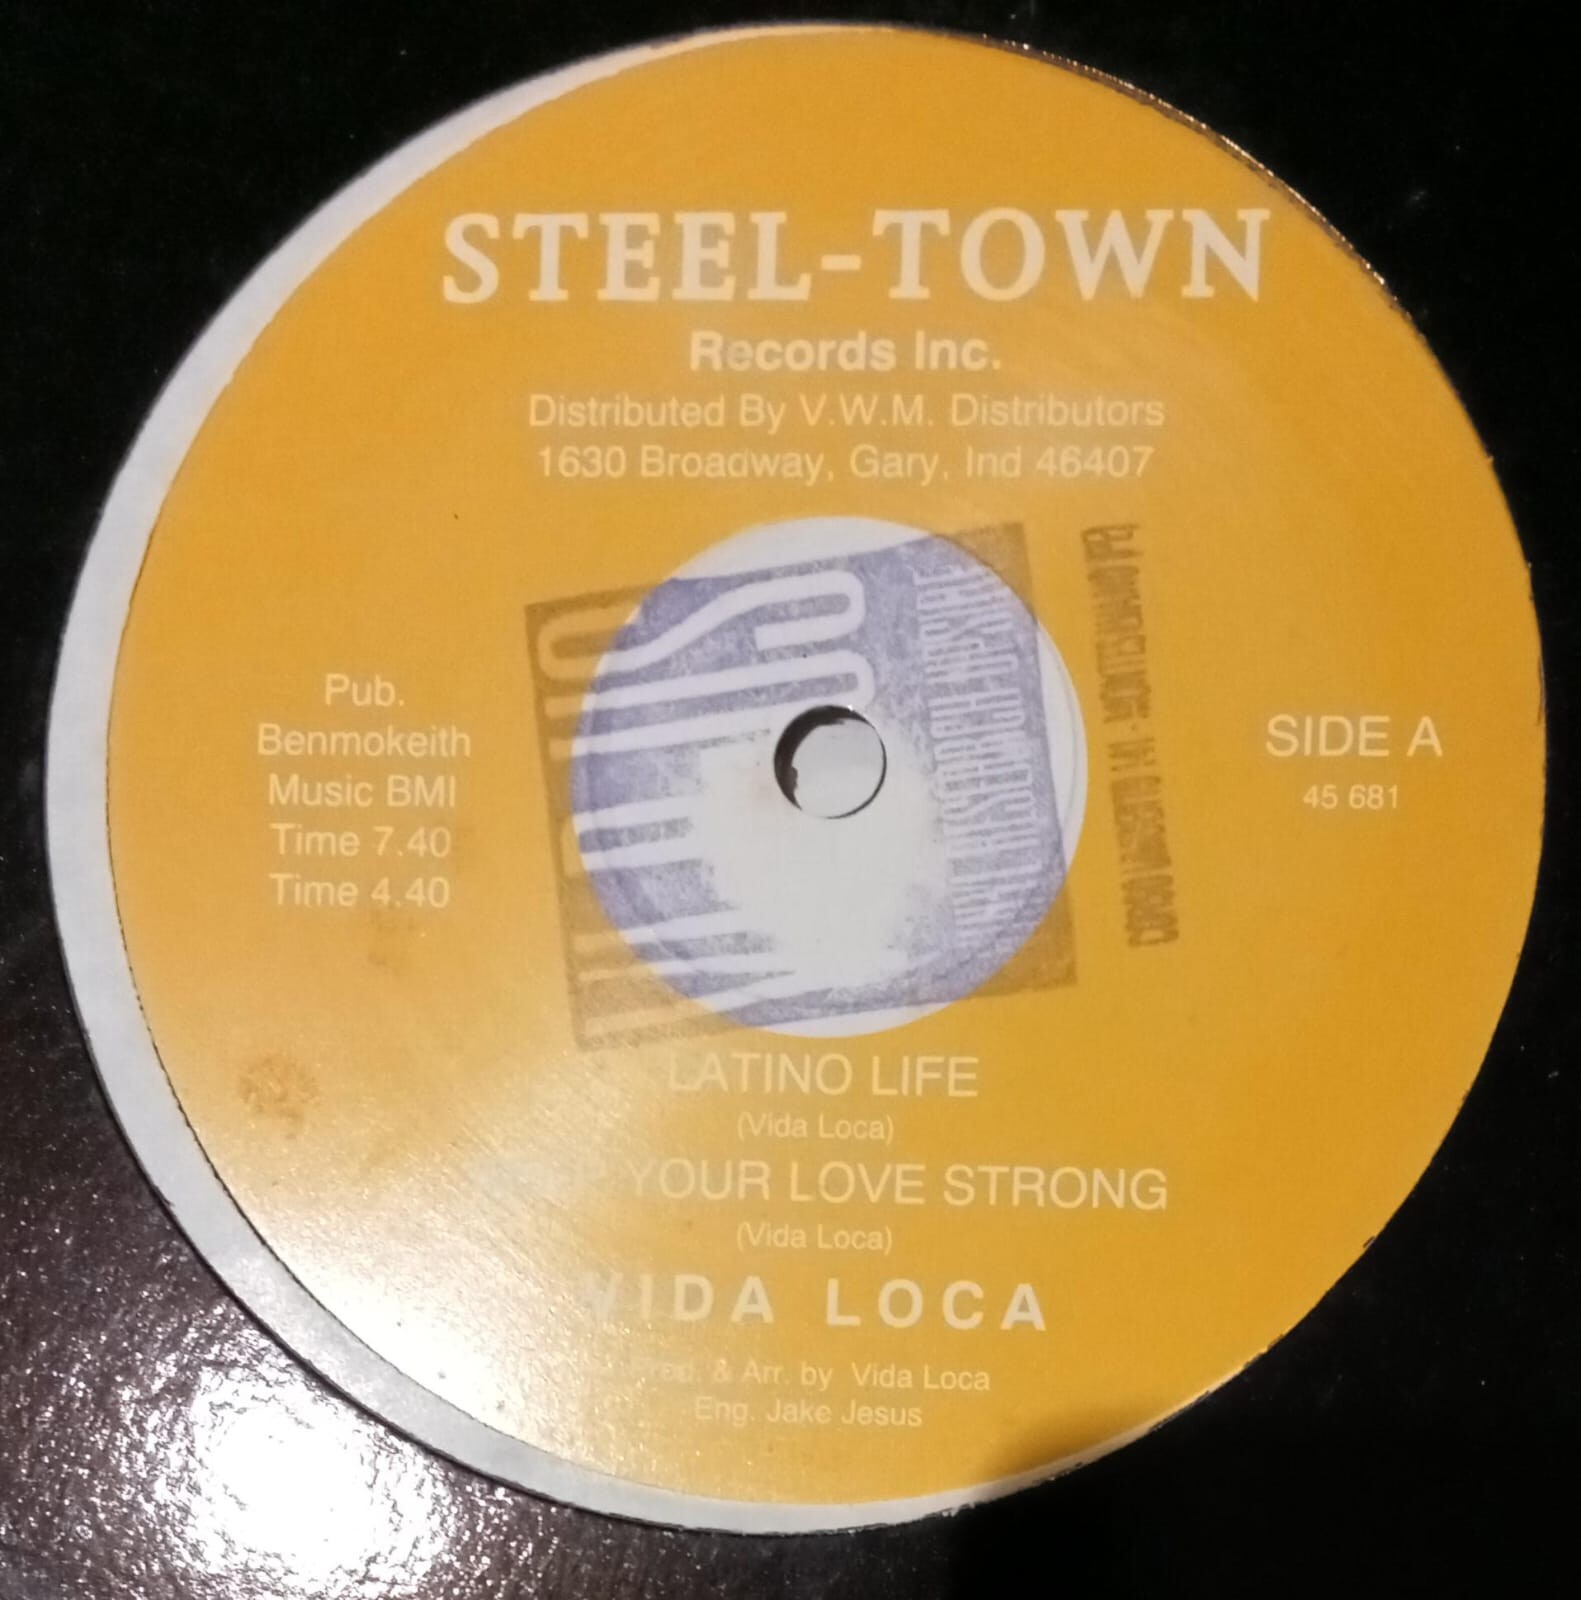 STEEL-TOWN
Records Inc.
Distributed By V.W.M. Distributors
1630 Broadway, Gary, Ind 46407
Pub.
Benmokeith
Music BMI
Time 7.40
Time 4.40
SIDE A
45 681
LATINO LIFE
(Vida Loca)
YOUR LOVE STRONG
(Vida Loca)
VIDA LOCA
Prod. & Arr. by Vida Loca
Eng. Jake Jesus